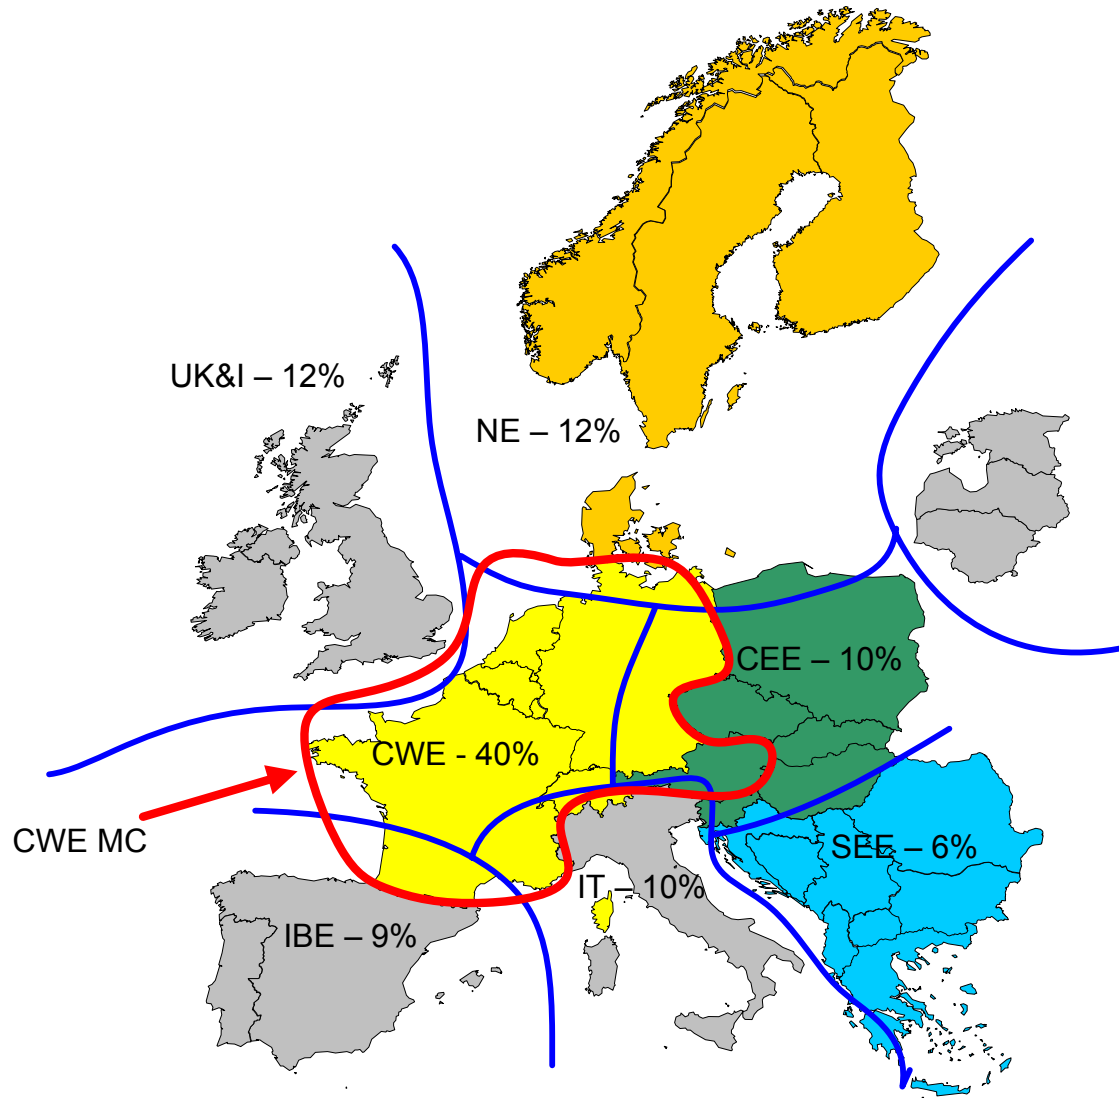 UK&I – 12%
NE – 12%
CEE – 10%
CWE - 40%
CWE MC
SEE – 6%
IT – 10%
IBE – 9%